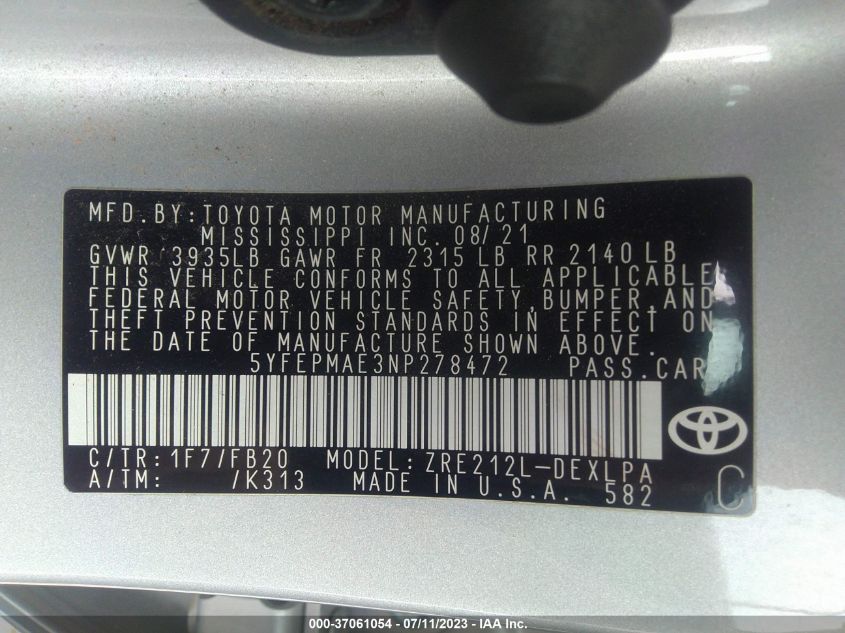 MFD.BY:TOYOTA MOTOR MANUFACTURING
MISSISSIPPI INC. 08/21
GVWR 3935LB GAWR FR 2315 LB RR 2140 LB
THIS VEHICLE CONFORMS TO ALL APPLICABLE
FEDERAL MOTOR VEHICLE SAFETY, BUMPER, AND
THEFT PREVENTION STANDARDS IN EFFECT ON
THE DATE OF MANUFACTURE SHOWN ABOVE.
5YFEPMAE3NP278472 PASS.CAR
C/TR:1F7/FB20 MODEL:ZRE212L-DEXLPA
A/TM: /K313 MADE IN U.S.A. 582
C
000-37061054 - 07/11/2023 - IAA Inc.